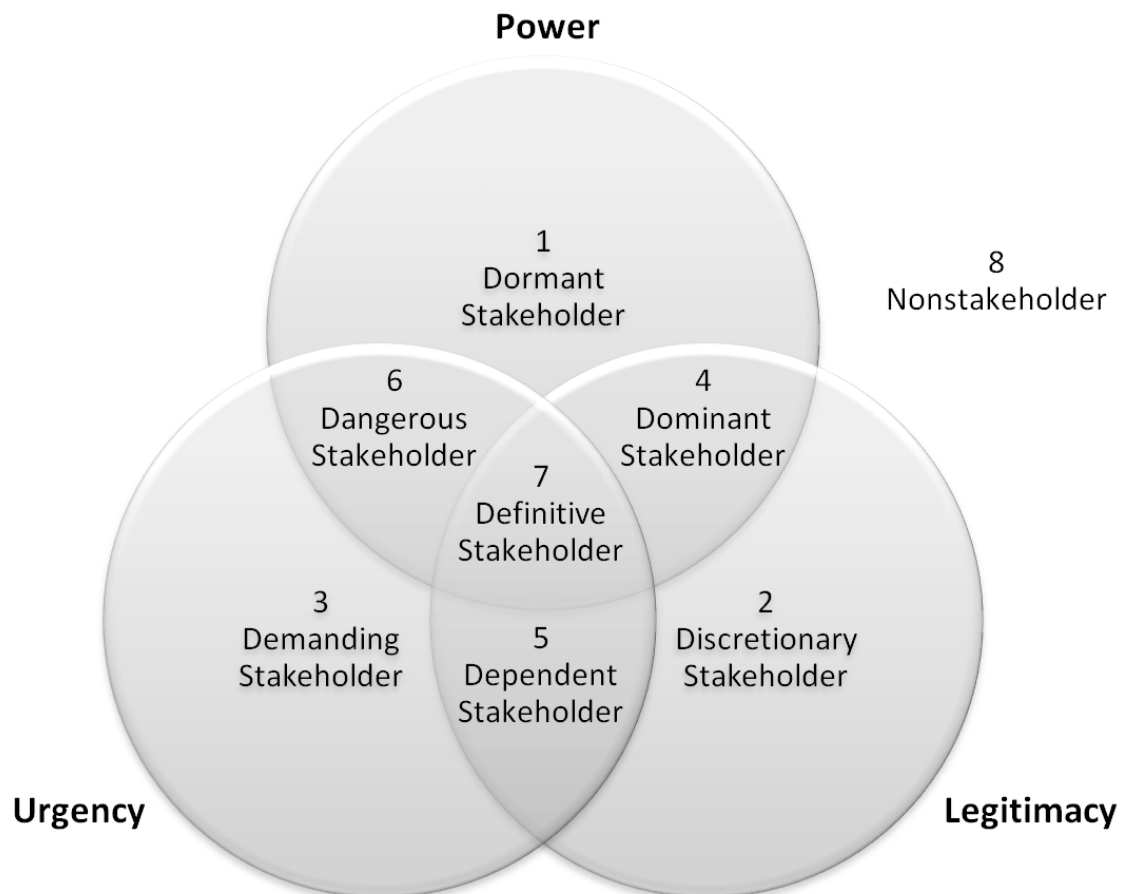 Power
1
Dormant
Stakeholder
8
Nonstakeholder
6
Dangerous
Stakeholder
4
Dominant
Stakeholder
7
Definitive
Stakeholder
3
Demanding
Stakeholder
5
Dependent
Stakeholder
2
Discretionary
Stakeholder
Urgency
Legitimacy